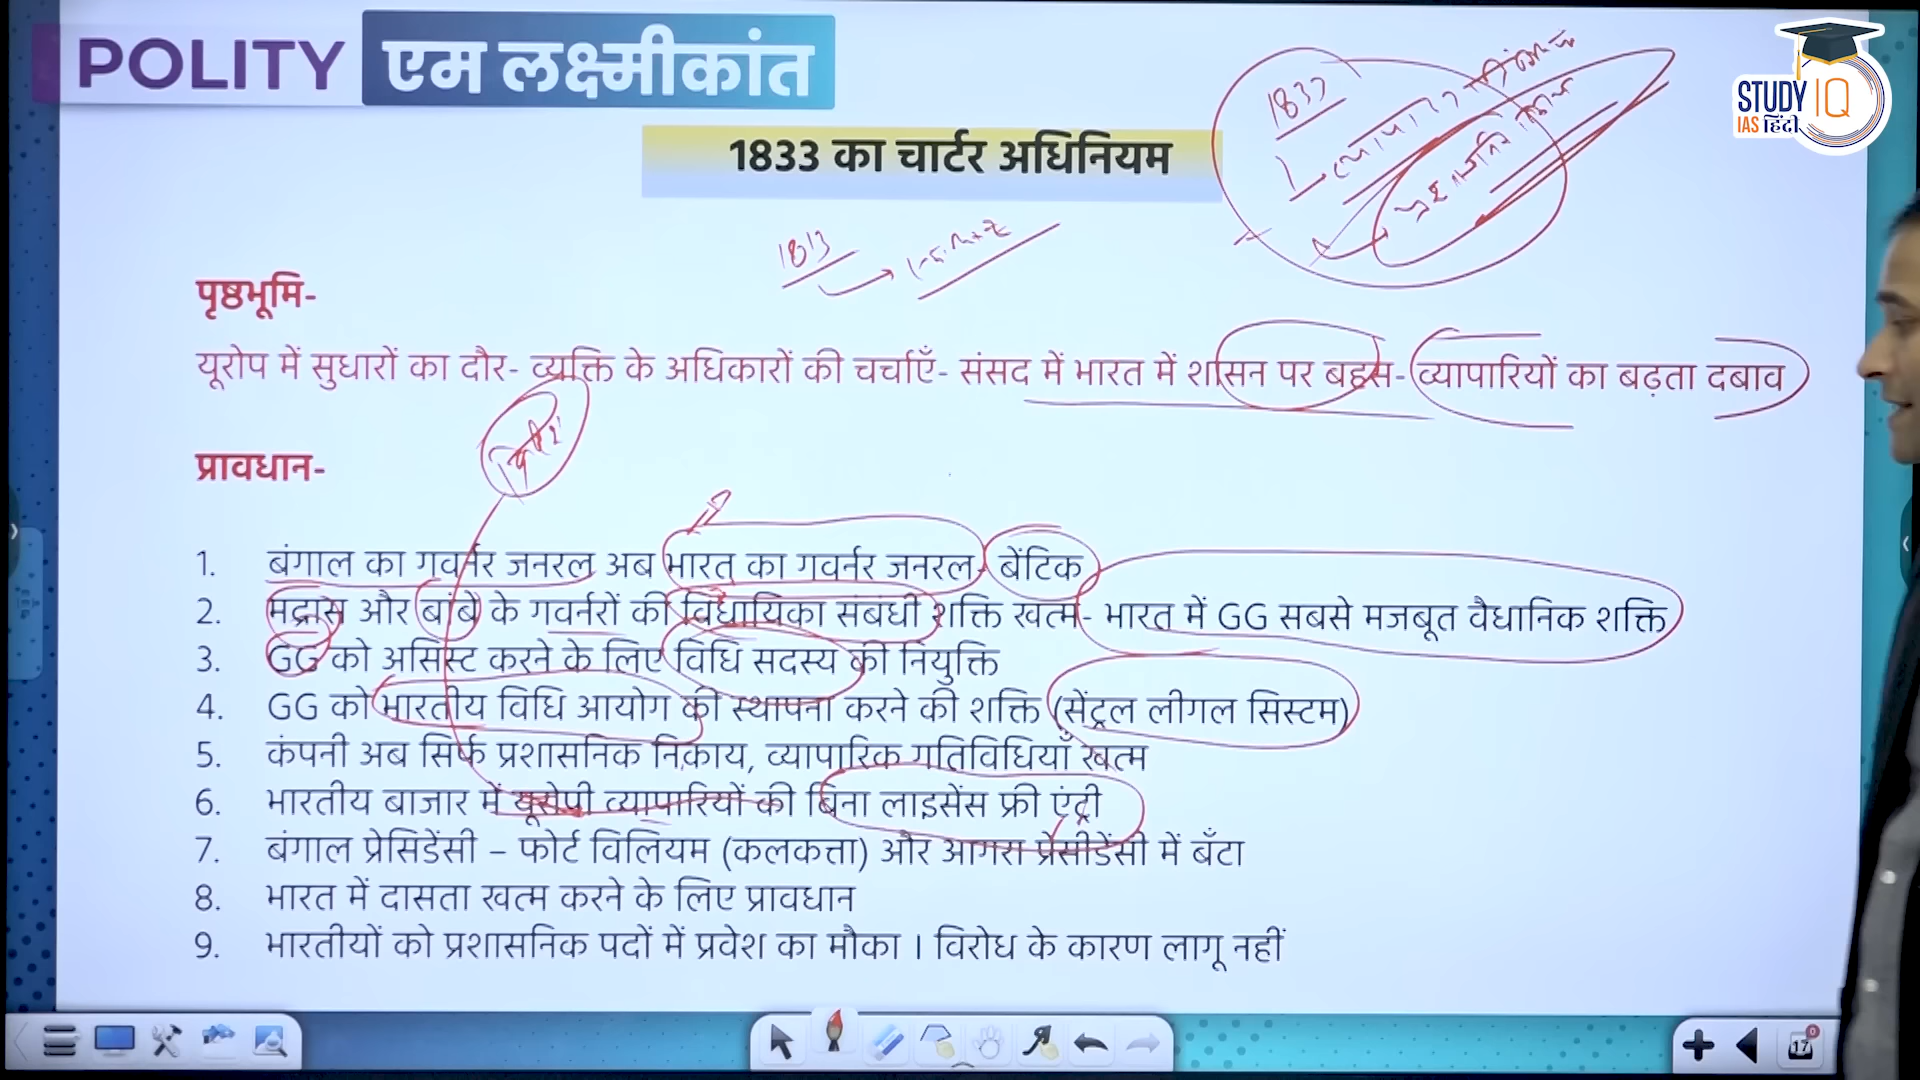 POLITY एम लक्ष्मीकांत
STUDY IQ
IAS हिंदी
1833 का चार्टर अधिनियम
1833
1813
पृष्ठभूमि-
यूरोप में सुधारों का दौर- व्यक्ति के अधिकारों की चर्चाएँ- संसद में भारत में शासन पर बहस- व्यापारियों का बढ़ता दबाव
प्रावधान-
1. बंगाल का गवर्नर जनरल अब भारत का गवर्नर जनरल- बेंटिक
2. मद्रास और बांबे के गवर्नरों की विधायिका संबंधी शक्ति खत्म- भारत में GG सबसे मजबूत वैधानिक शक्ति
3. GG को असिस्ट करने के लिए विधि सदस्य की नियुक्ति
4. GG को भारतीय विधि आयोग की स्थापना करने की शक्ति (सेंट्रल लीगल सिस्टम)
5. कंपनी अब सिर्फ प्रशासनिक निकाय, व्यापारिक गतिविधियाँ खत्म
6. भारतीय बाजार में यूरोपी व्यापारियों की बिना लाइसेंस फ्री एंट्री
7. बंगाल प्रेसिडेंसी – फोर्ट विलियम (कलकत्ता) और आगरा प्रेसीडेंसी में बँटा
8. भारत में दासता खत्म करने के लिए प्रावधान
9. भारतीयों को प्रशासनिक पदों में प्रवेश का मौका । विरोध के कारण लागू नहीं
17
0